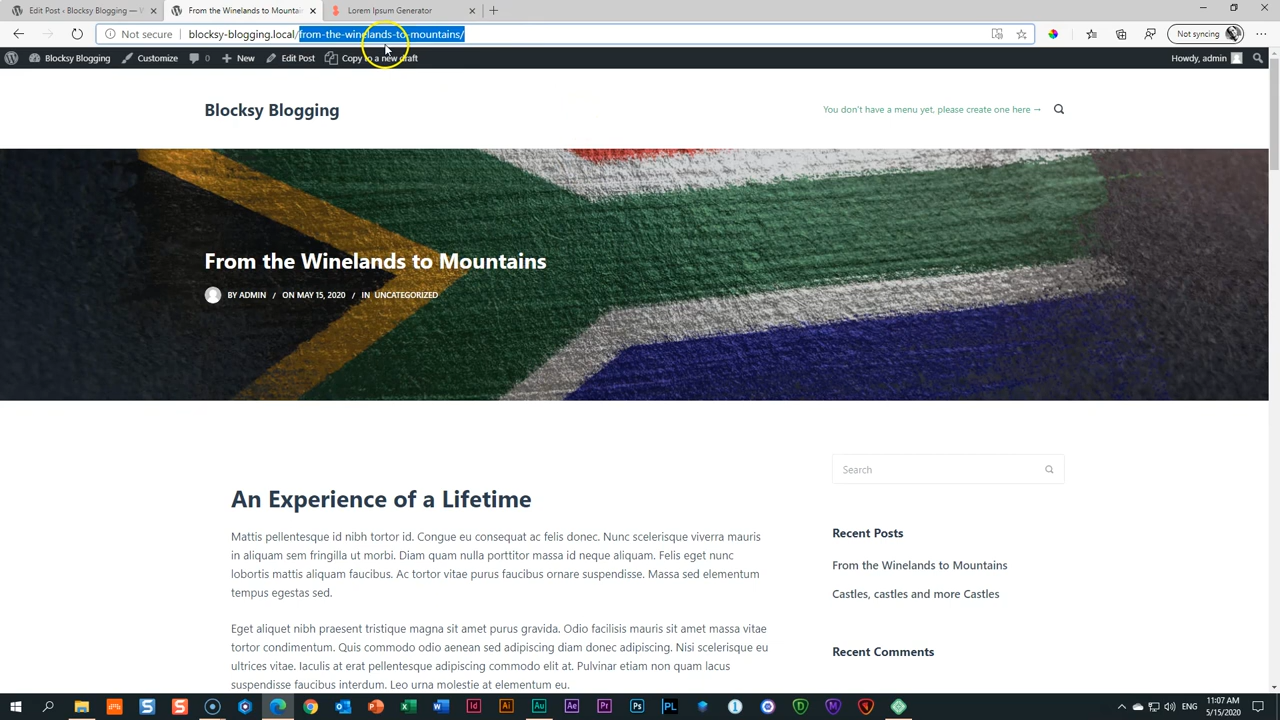 Edit Post ‹ Blocksy Blogging — W
From the Winelands to Mountain
Lorem Ipsum Generator
Not secure
blocksy-blogging.local/from-the-winelands-to-mountains/
Not syncing
Blocksy Blogging
Customize
0
New
Edit Post
Copy to a new draft
Howdy, admin
Blocksy Blogging
You don't have a menu yet, please create one here →
From the Winelands to Mountains
BY ADMIN / ON MAY 15, 2020 / IN UNCATEGORIZED
Search
An Experience of a Lifetime
Mattis pellentesque id nibh tortor id. Congue eu consequat ac felis donec. Nunc scelerisque viverra mauris
in aliquam sem fringilla ut morbi. Diam quam nulla porttitor massa id neque aliquam. Felis eget nunc
lobortis mattis aliquam faucibus. Ac tortor vitae purus faucibus ornare suspendisse. Massa sed elementum
tempus egestas sed.
Eget aliquet nibh praesent tristique magna sit amet purus gravida. Odio facilisis mauris sit amet massa vitae
tortor condimentum. Quis commodo odio aenean sed adipiscing diam donec adipiscing. Nisi scelerisque eu
ultrices vitae. Iaculis at erat pellentesque adipiscing commodo elit at. Pulvinar etiam non quam lacus
suspendisse faucibus interdum. Leo urna molestie at elementum eu.
Recent Posts
From the Winelands to Mountains
Castles, castles and more Castles
Recent Comments
ENG
11:07 AM
5/15/2020